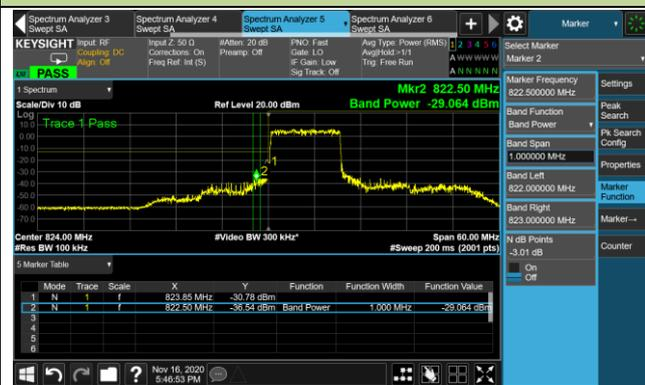 Spectrum Analyzer 3 Spectrum Analyzer 4 Spectrum Analyzer 5 Spectrum Analyzer 6
Swept SA Swept SA Swept SA Swept SA
Marker
KEYSIGHT Input: RF Input Z: 50 Ω #Atten: 20 dB PNO: Fast Avg Type: Power (RMS) 1 2 3 4 5 6
Coupling: DC Corrections: On Preamp: Off Gate: LO Avg|Hold:>1/1 A W W W W W
Align: Off Freq Ref: Int (S) IF Gain: Low Trig: Free Run
Sig Track: Off A N N N N N
PASS
Select Marker
Marker 2
1 Spectrum Mkr2 822.50 MHz
Scale/Div 10 dB Ref Level 20.00 dBm Band Power -29.064 dBm
Log
Trace 1 Pass
10.0
0.00
-10.0
-20.0
-30.0
-40.0
-50.0
-60.0
-70.0
1
2
Center 824.00 MHz #Video BW 300 kHz* Span 60.00 MHz
#Res BW 100 kHz #Sweep 200 ms (2001 pts)
5 Marker Table
Mode Trace Scale X Y Function Function Width Function Value
1 N 1 f 823.85 MHz -30.78 dBm
2 N 1 f 822.50 MHz -36.54 dBm Band Power 1.000 MHz -29.064 dBm
3
4
5
6
Nov 16, 2020
5:46:53 PM
Marker Frequency
822.500000 MHz
Band Function
Band Power
Band Span
1.000000 MHz
Band Left
822.000000 MHz
Band Right
823.000000 MHz
N dB Points
-3.01 dB
On
Off
Settings
Peak
Search
Pk Search
Config
Properties
Marker
Function
Marker→
Counter